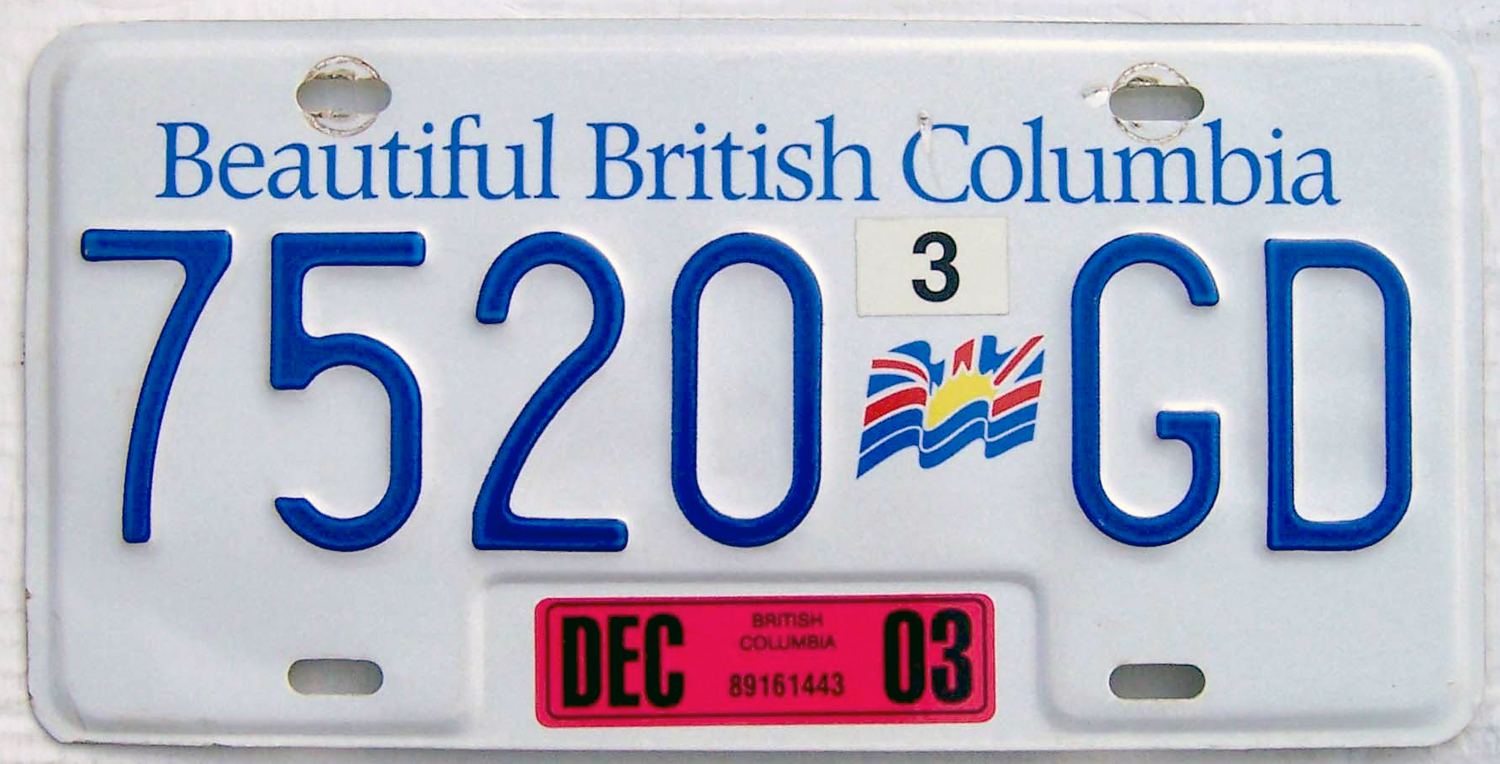 Beautiful British Columbia
7520 GD
3
DEC BRITISH COLUMBIA 89161443 03